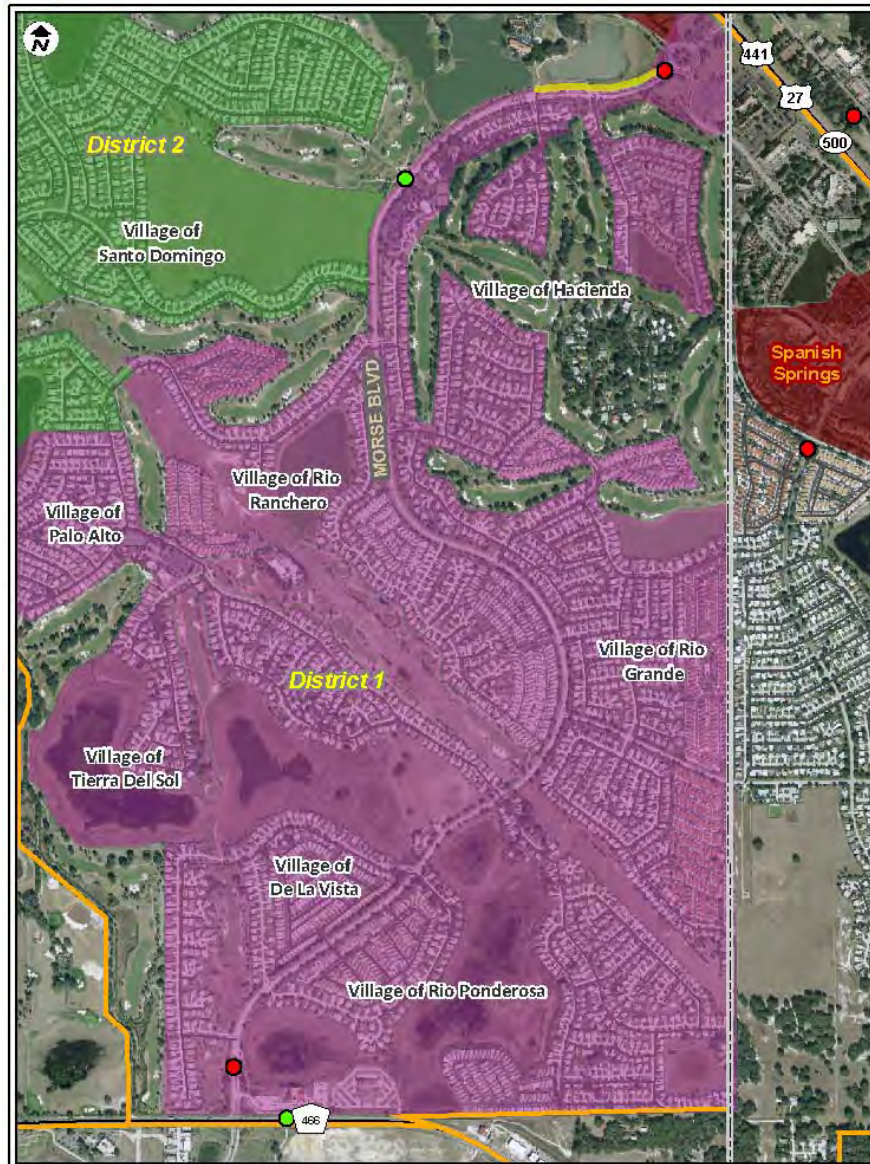 N
441
27
500
District 2
Village of
Santo Domingo
Village of Hacienda
Spanish
Springs
MORSE BLVD
Village of Rio
Ranchero
Village of
Palo Alto
Village of Rio
Grande
District 1
Village of
Tierra Del Sol
Village of
De La Vista
Village of Rio Ponderosa
466